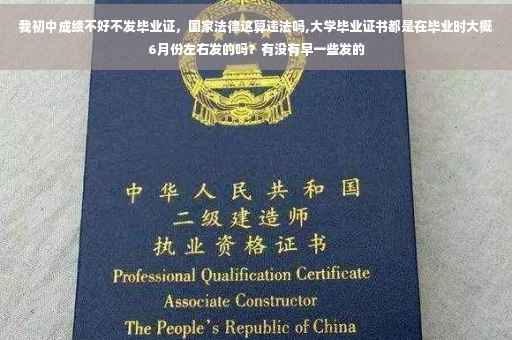 我初中成绩不好不发毕业证，国家法律这算违法吗,大学毕业证书都是在毕业时大概
6月份左右发的吗？有没有早一些发的
中华人民共和国
二级建造师
执业资格证书
Professional Qualification Certificate
Associate Constructor
The People's Republic of China